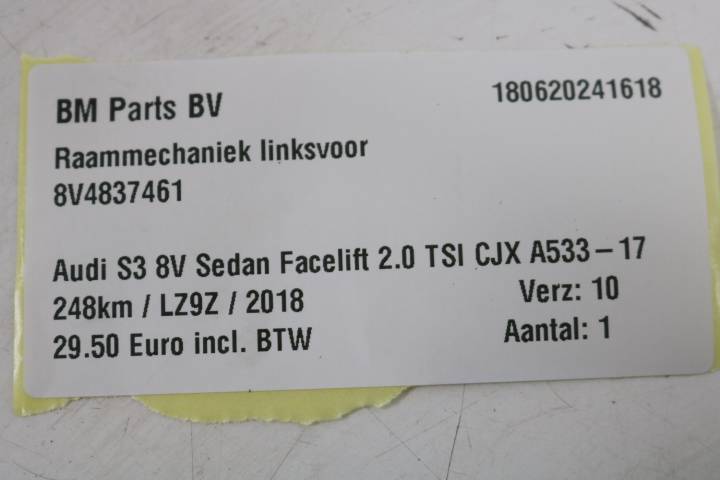 BM Parts BV 180620241618
Raammechaniek linksvoor
8V4837461
Audi S3 8V Sedan Facelift 2.0 TSI CJX A533-17
248km / LZ9Z / 2018 Verz: 10
29.50 Euro incl. BTW Aantal: 1